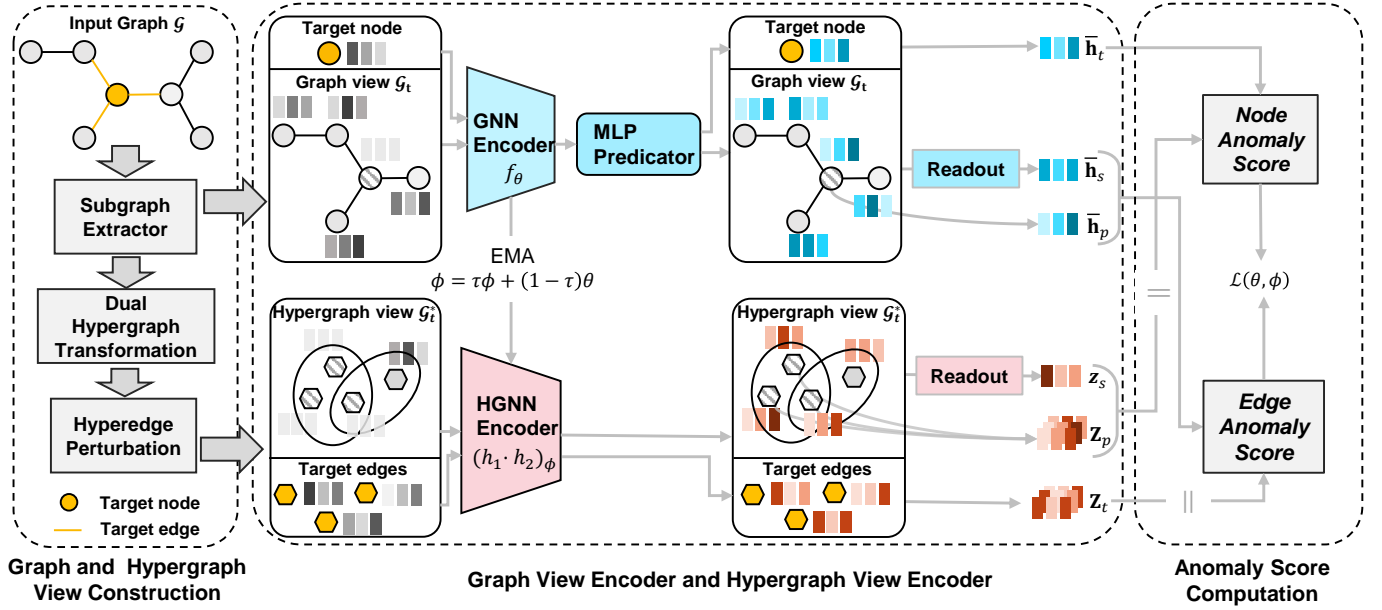 Input Graph 𝒢
Subgraph
Extractor
Dual
Hypergraph
Transformation
Hyperedge
Perturbation
Target node
Target edge
Graph and Hypergraph
View Construction
Target node
Graph view 𝒢ₜ
GNN
Encoder
f_θ
MLP
Predicator
Target node
Graph view 𝒢ₜ
Readout
h̄ₜ
h̄ₛ
h̄ₚ
EMA
ϕ = τϕ + (1 − τ)θ
Hypergraph view 𝒢ₜ*
Target edges
HGNN
Encoder
(h₁· h₂)_ϕ
Hypergraph view 𝒢ₜ*
Target edges
Readout
zₛ
Zₚ
Zₜ
Graph View Encoder and Hypergraph View Encoder
Node
Anomaly
Score
ℒ(θ, ϕ)
Edge
Anomaly
Score
||
||
Anomaly Score
Computation